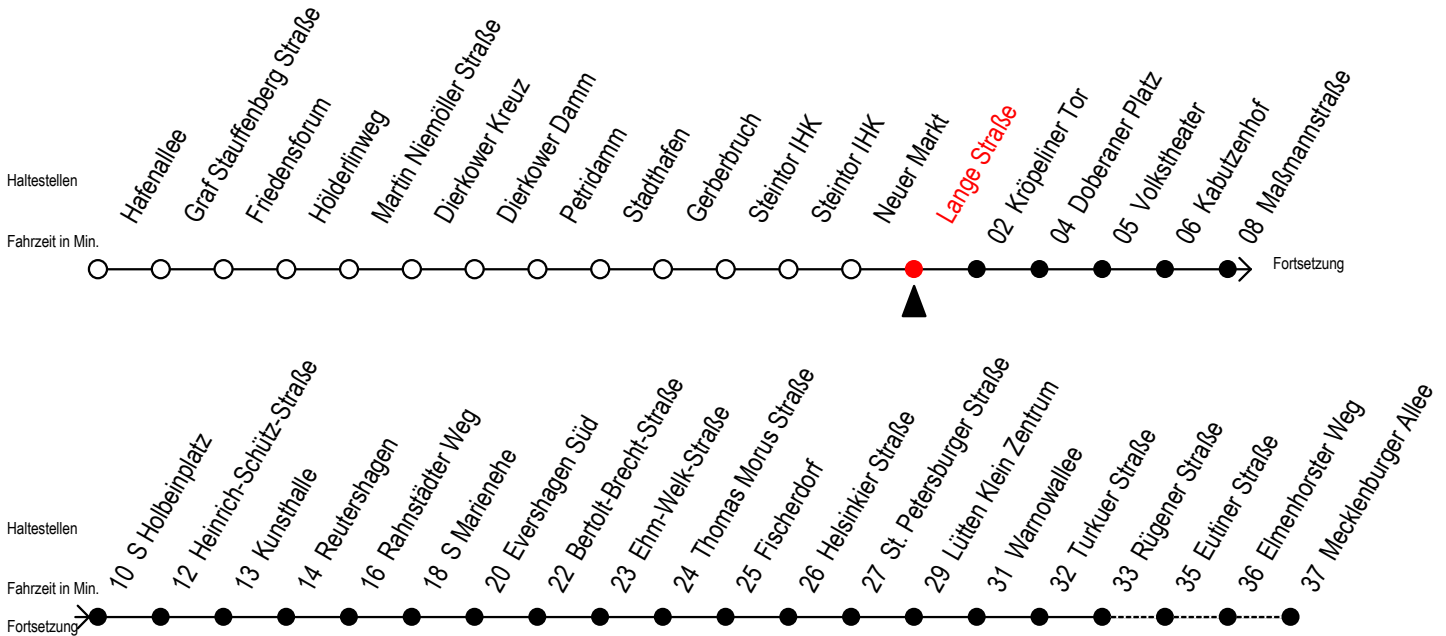 Haltestellen
Hafenallee
Graf Stauffenberg Straße
Friedensforum
Hölderlinweg
Martin Niemöller Straße
Dierkower Kreuz
Dierkower Damm
Petridamm
Stadthafen
Gerberbruch
Steintor IHK
Steintor IHK
Neuer Markt
Lange Straße
02 Kröpeliner Tor
04 Doberaner Platz
05 Volkstheater
06 Kabutzenhof
08 Maßmannstraße
Fahrzeit in Min.
Fortsetzung
Haltestellen
10 S Holbeinplatz
12 Heinrich-Schütz-Straße
13 Kunsthalle
14 Reutershagen
16 Rahnstädter Weg
18 S Marienehe
20 Evershagen Süd
22 Bertolt-Brecht-Straße
23 Ehm-Welk-Straße
24 Thomas Morus Straße
25 Fischerdorf
26 Helsinkier Straße
27 St. Petersburger Straße
29 Lütten Klein Zentrum
31 Warnowallee
32 Turkuer Straße
33 Rügener Straße
35 Eutiner Straße
36 Elmenhorster Weg
37 Mecklenburger Allee
Fahrzeit in Min.
Fortsetzung